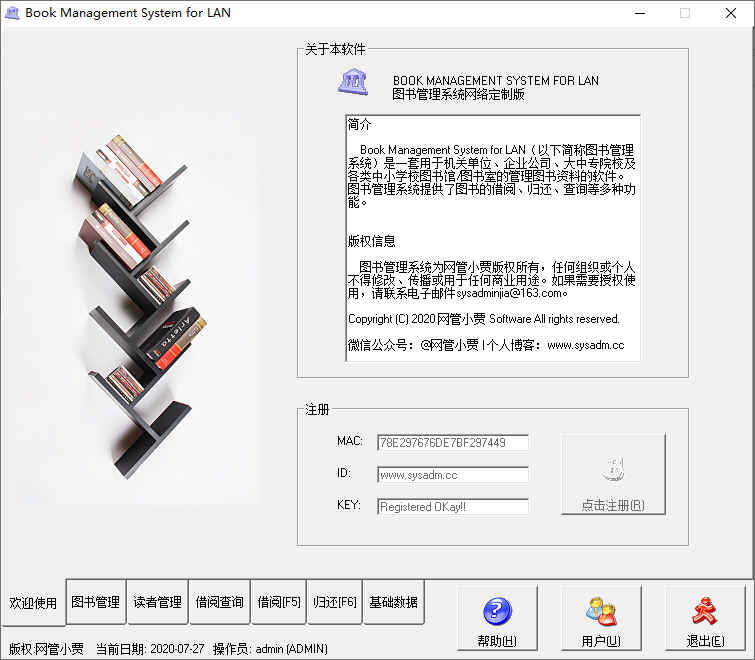 Book Management System for LAN
关于本软件
BOOK MANAGEMENT SYSTEM FOR LAN
图书管理系统网络定制版
简介
Book Management System for LAN（以下简称图书管理
系统）是一套用于机关单位、企业公司、大中专院校及
各类中小学校图书馆/图书室的管理图书资料的软件。
图书管理系统提供了图书的借阅、归还、查询等多种功
能。
版权信息
图书管理系统为网管小贾版权所有，任何组织或个人
不得修改、传播或用于任何商业用途。如果需要授权使
用，请联系电子邮件sysadminjia@163.com。
Copyright (C) 2020 网管小贾 Software All rights reserved.
微信公众号：@网管小贾 | 个人博客：www.sysadm.cc
Arletta
注册
MAC: 78E297676DE7BF297449
ID: www.sysadm.cc
KEY: Registered OKay!!
点击注册(R)
欢迎使用 图书管理 读者管理 借阅查询 借阅[F5] 归还[F6] 基础数据
帮助(H) 用户(U) 退出(E)
版权:网管小贾 当前日期: 2020-07-27 操作员: admin (ADMIN)